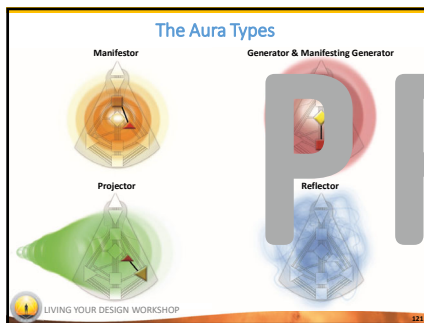 The Aura Types
Manifestor
Generator & Manifesting Generator
Projector
Reflector
LIVING YOUR DESIGN WORKSHOP
121